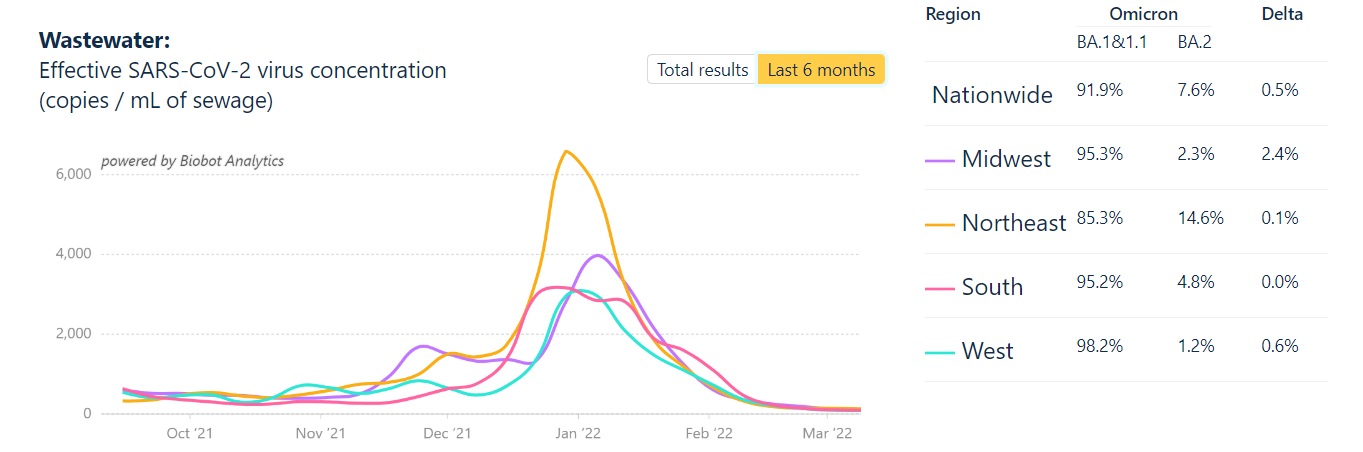 Wastewater:
Effective SARS-CoV-2 virus concentration
(copies / mL of sewage)
Total results
Last 6 months
powered by Biobot Analytics
6,000
4,000
2,000
0
Oct '21
Nov '21
Dec '21
Jan '22
Feb '22
Mar '22
Region Omicron Delta
BA.1&1.1 BA.2
Nationwide 91.9% 7.6% 0.5%
Midwest 95.3% 2.3% 2.4%
Northeast 85.3% 14.6% 0.1%
South 95.2% 4.8% 0.0%
West 98.2% 1.2% 0.6%